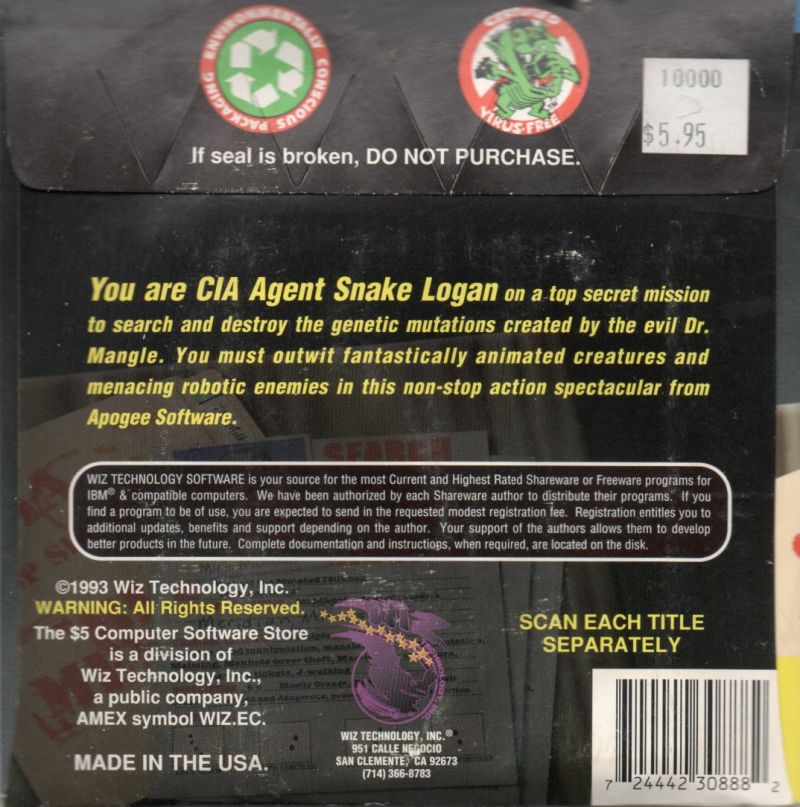 ENVIRONMENTALLY CONSCIOUS PACKAGING
CERTIFIED
VIRUS-FREE
TM
10000
$5.95
If seal is broken, DO NOT PURCHASE.
You are CIA Agent Snake Logan on a top secret mission
to search and destroy the genetic mutations created by the evil Dr.
Mangle. You must outwit fantastically animated creatures and
menacing robotic enemies in this non-stop action spectacular from
Apogee Software.
SEARCH
WIZ TECHNOLOGY SOFTWARE is your source for the most Current and Highest Rated Shareware or Freeware programs for
IBM® & compatible computers. We have been authorized by each Shareware author to distribute their programs. If you
find a program to be of use, you are expected to send in the requested modest registration fee. Registration entitles you to
additional updates, benefits and support depending on the author. Your support of the authors allows them to develop
better products in the future. Complete documentation and instructions, when required, are located on the disk.
©1993 Wiz Technology, Inc.
WARNING: All Rights Reserved.
The $5 Computer Software Store
is a division of
Wiz Technology, Inc.,
a public company,
AMEX symbol WIZ.EC.
MADE IN THE USA.
WIZ TECHNOLOGY, INC.®
951 CALLE NEGOCIO
SAN CLEMENTE, CA 92673
(714) 366-8783
SCAN EACH TITLE
SEPARATELY
7 24442 30888 2